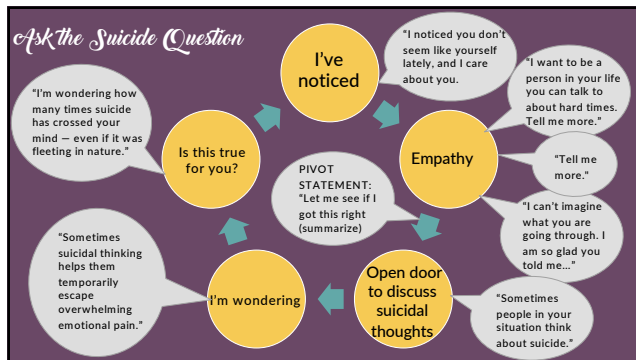 Ask the Suicide Question
I've
noticed
"I noticed you don't
seem like yourself
lately, and I care
about you.
Empathy
"I want to be a
person in your life
you can talk to
about hard times.
Tell me more."
"Tell me
more."
"I can't imagine
what you are
going through. I
am so glad you
told me..."
PIVOT
STATEMENT:
"Let me see if I
got this right
(summarize)
Open door
to discuss
suicidal
thoughts
"Sometimes
people in your
situation think
about suicide."
I'm wondering
"Sometimes
suicidal thinking
helps them
temporarily
escape
overwhelming
emotional pain."
Is this true
for you?
"I'm wondering how
many times suicide
has crossed your
mind — even if it was
fleeting in nature."